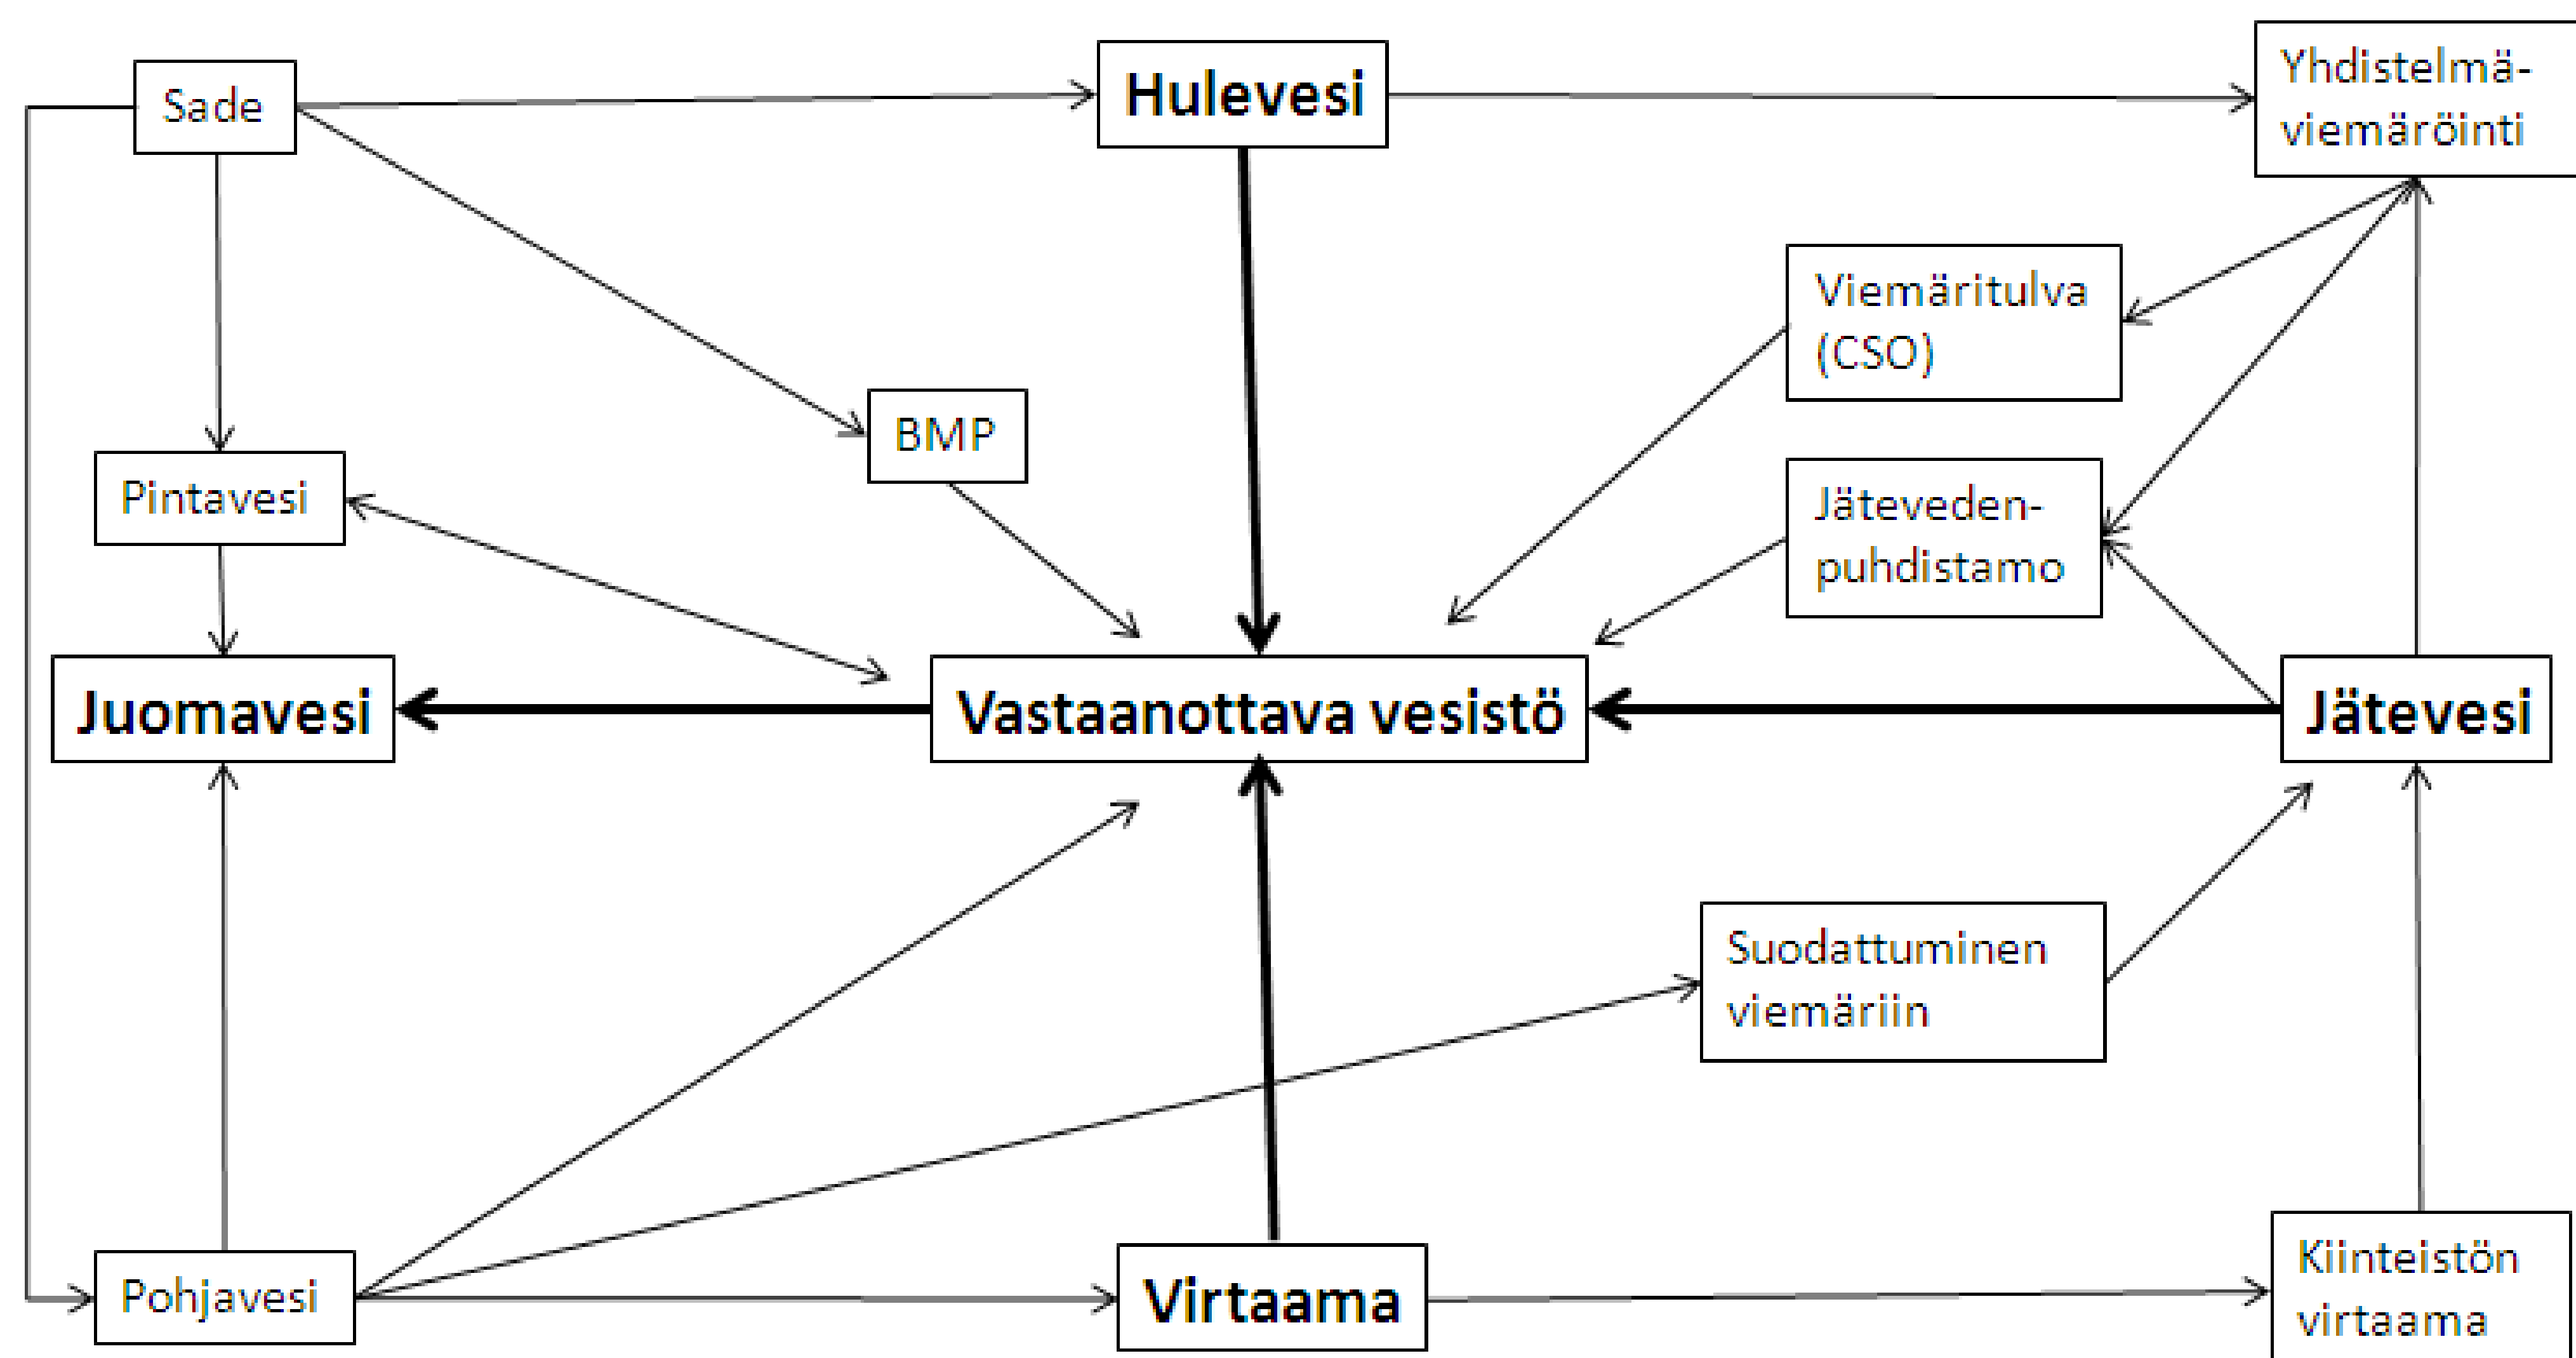 Sade
Hulevesi
Yhdistelmä-
viemäröinti
Viemäritulva
(CSO)
BMP
Pintavesi
Jäteveden-
puhdistamo
Juomavesi
Vastaanottava vesistö
Jätevesi
Suodattuminen
viemäriin
Pohjavesi
Virtaama
Kiinteistön
virtaama